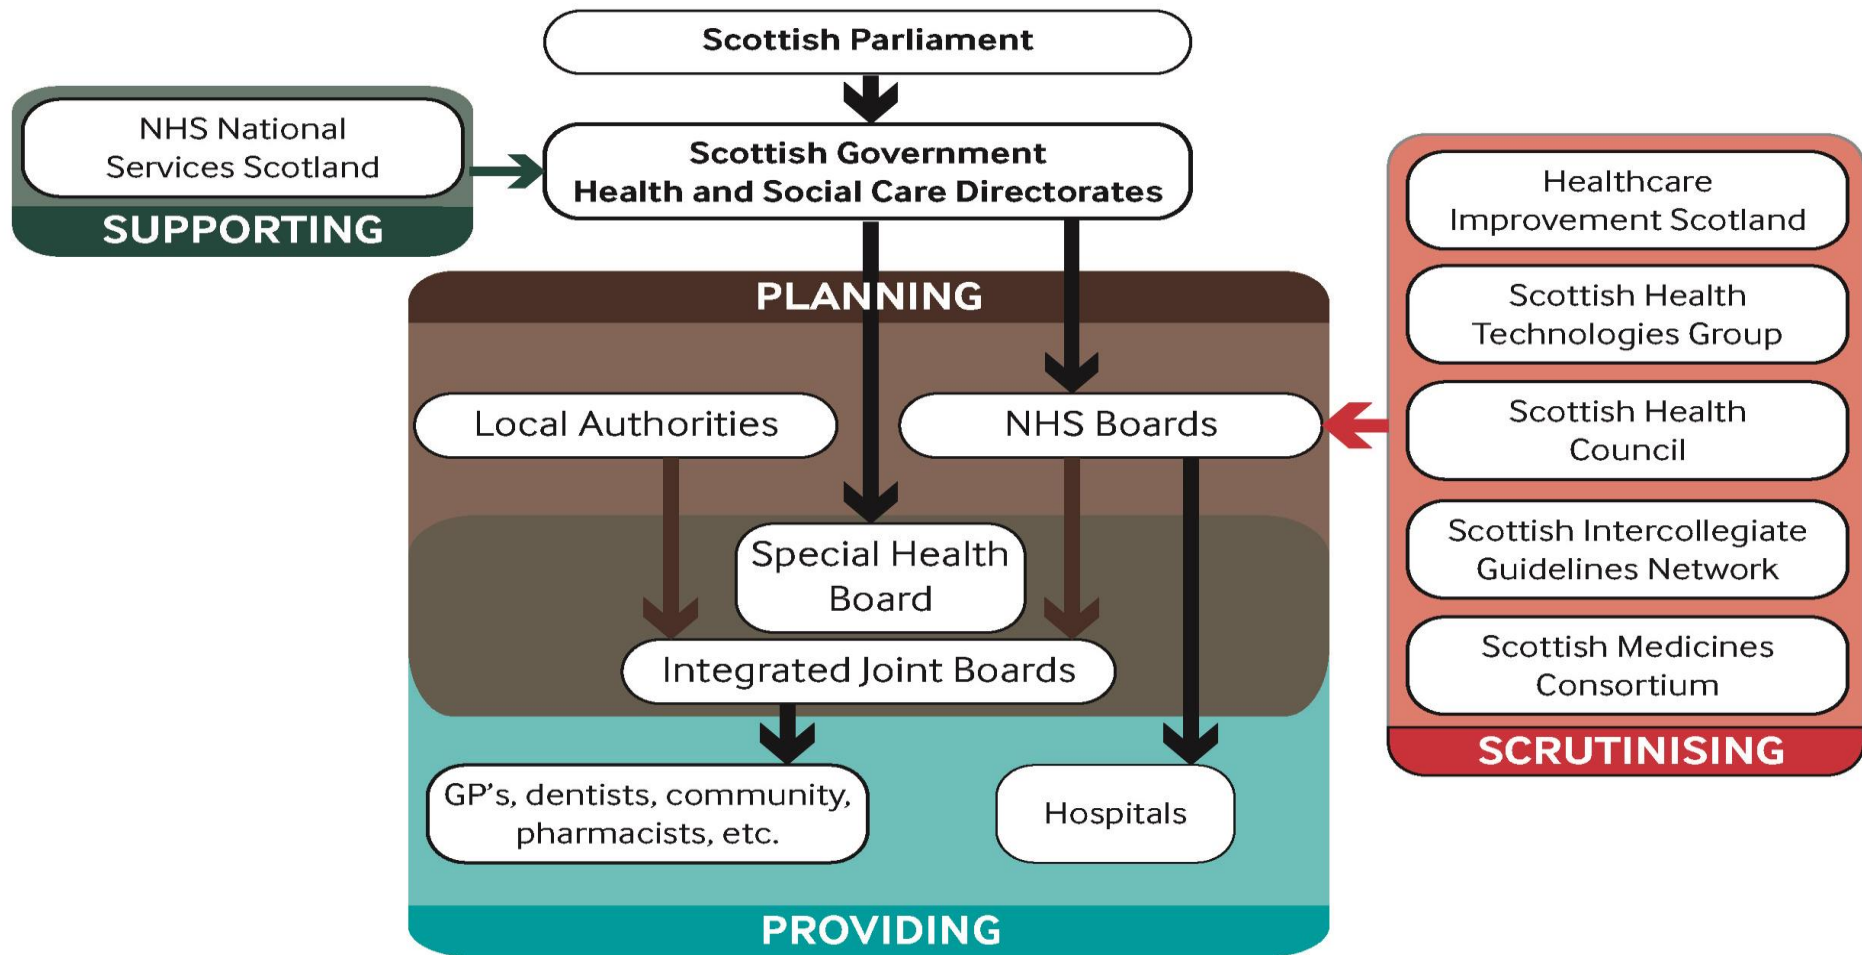 Scottish Parliament
NHS National
Services Scotland
SUPPORTING
Scottish Government
Health and Social Care Directorates
PLANNING
Local Authorities
NHS Boards
Special Health
Board
Integrated Joint Boards
GP's, dentists, community,
pharmacists, etc.
Hospitals
PROVIDING
Healthcare
Improvement Scotland
Scottish Health
Technologies Group
Scottish Health
Council
Scottish Intercollegiate
Guidelines Network
Scottish Medicines
Consortium
SCRUTINISING